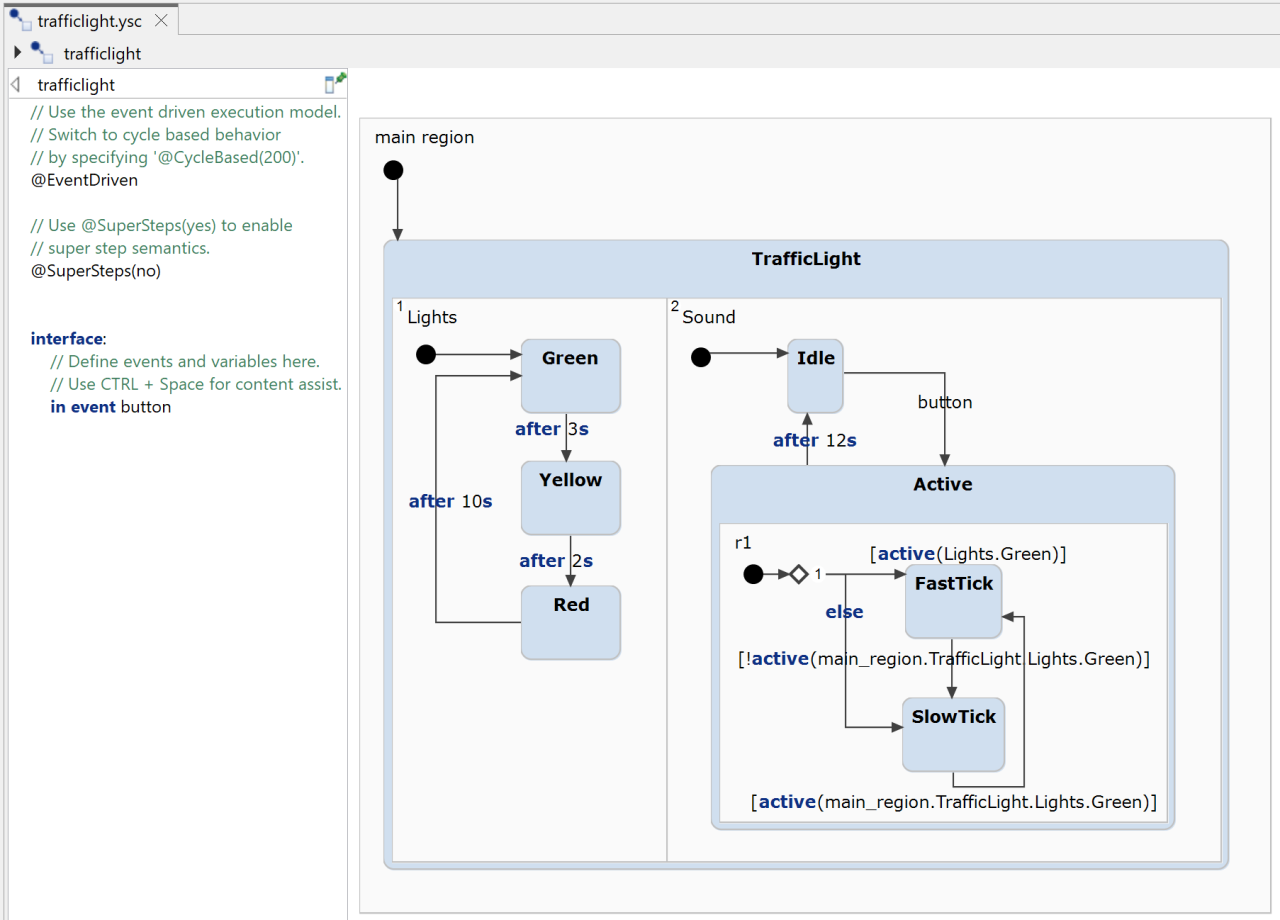 trafficlight.ysc
trafficlight
trafficlight
// Use the event driven execution model.
// Switch to cycle based behavior
// by specifying '@CycleBased(200)'.
@EventDriven
// Use @SuperSteps(yes) to enable
// super step semantics.
@SuperSteps(no)
interface:
// Define events and variables here.
// Use CTRL + Space for content assist.
in event button
main region
TrafficLight
1
Lights
Green
after 3s
Yellow
after 10s
after 2s
Red
2
Sound
Idle
button
after 12s
Active
r1
[active(Lights.Green)]
1
FastTick
else
[!active(main_region.TrafficLight.Lights.Green)]
SlowTick
[active(main_region.TrafficLight.Lights.Green)]